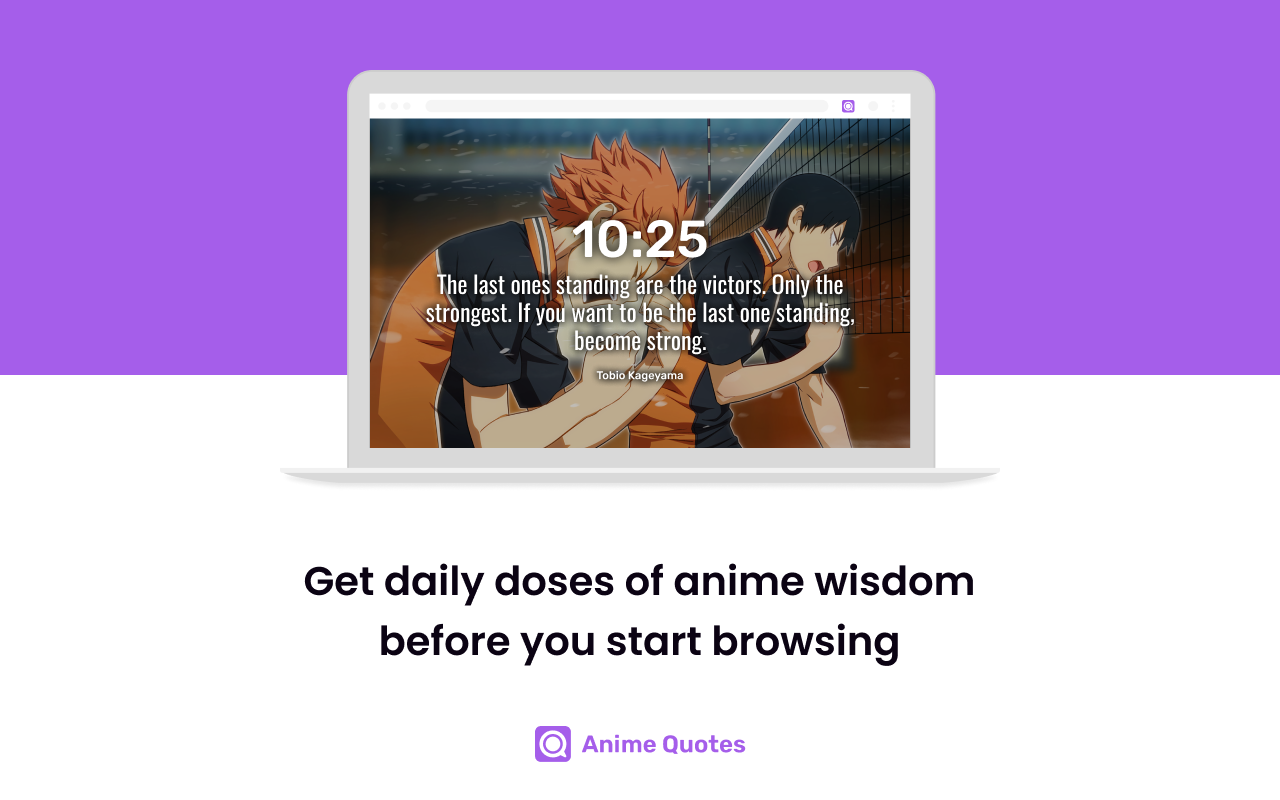 10:25
The last ones standing are the victors. Only the
strongest. If you want to be the last one standing,
become strong.
Tobio Kageyama
Get daily doses of anime wisdom
before you start browsing
Anime Quotes